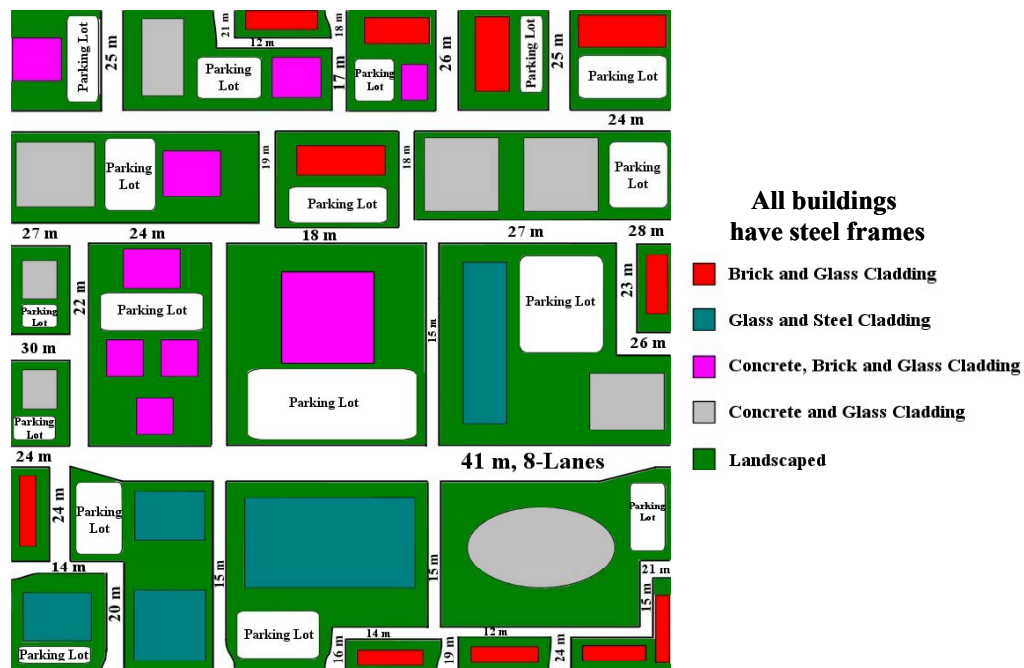 Parking Lot
25 m
Parking
Lot
21 m
12 m
18 m
17 m
Parking
Lot
26 m
Parking Lot
25 m
Parking
Lot
24 m
Parking
Lot
19 m
Parking Lot
18 m
Parking
Lot
27 m
24 m
18 m
27 m
28 m
Parking
Lot
22 m
Parking Lot
Parking Lot
15 m
Parking Lot
23 m
26 m
30 m
Parking
Lot
24 m
41 m, 8-Lanes
24 m
Parking
Lot
Parking
Lot
14 m
20 m
15 m
15 m
21 m
15 m
Parking Lot
Parking Lot
16 m
14 m
19 m
12 m
24 m
All buildings
have steel frames
Brick and Glass Cladding
Glass and Steel Cladding
Concrete, Brick and Glass Cladding
Concrete and Glass Cladding
Landscaped